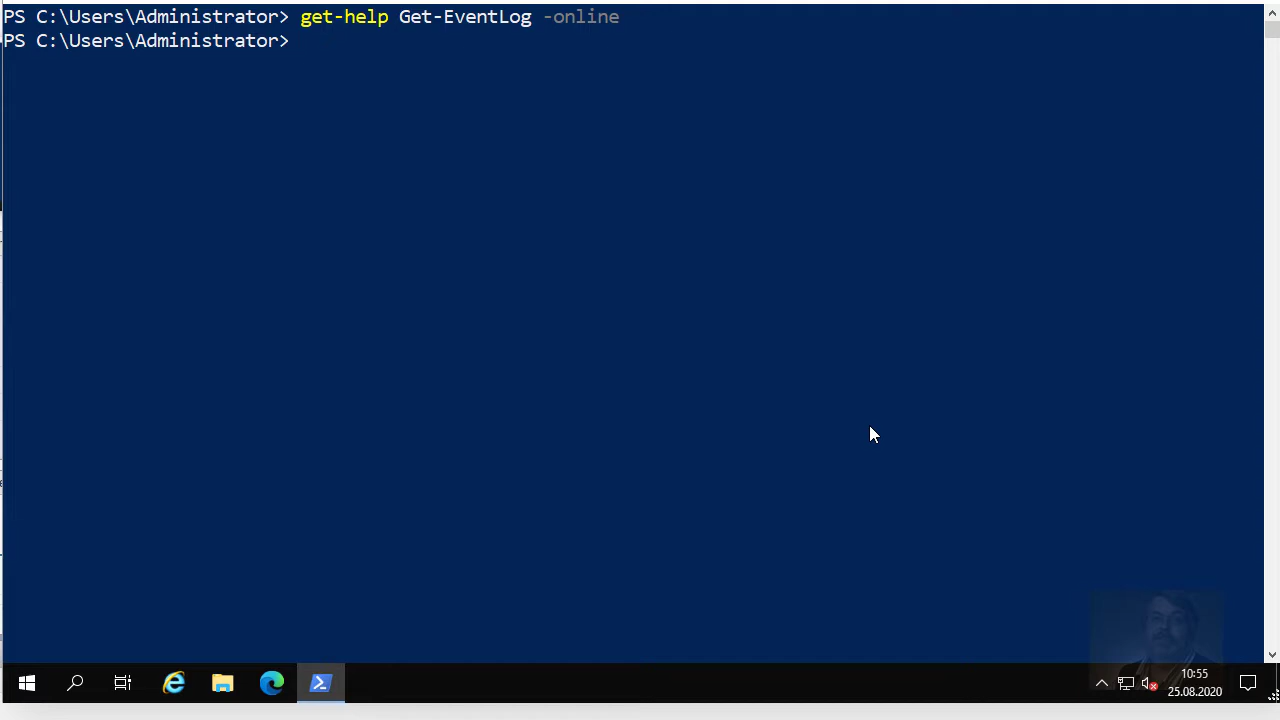 PS C:\Users\Administrator> get-help Get-EventLog -online
PS C:\Users\Administrator>
10:55
25.08.2020